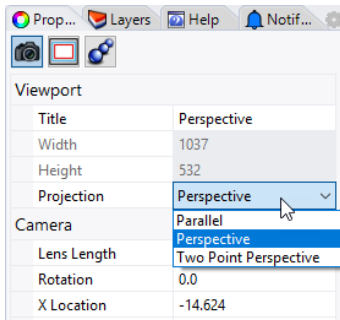 Prop... Layers Help Notif...
Viewport
Title Perspective
Width 1037
Height 532
Projection Perspective
Parallel
Camera
Perspective
Two Point Perspective
Lens Length
Rotation 0.0
X Location -14.624